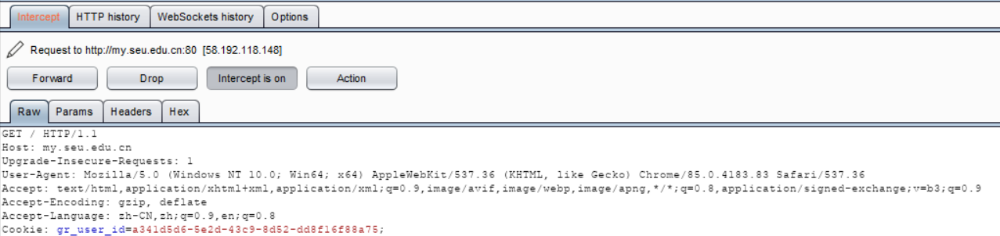 Intercept HTTP history WebSockets history Options
Request to http://my.seu.edu.cn:80 [58.192.118.148]
Forward Drop Intercept is on Action
Raw Params Headers Hex
GET / HTTP/1.1
Host: my.seu.edu.cn
Upgrade-Insecure-Requests: 1
User-Agent: Mozilla/5.0 (Windows NT 10.0; Win64; x64) AppleWebKit/537.36 (KHTML, like Gecko) Chrome/85.0.4183.83 Safari/537.36
Accept: text/html,application/xhtml+xml,application/xml;q=0.9,image/avif,image/webp,image/apng,*/*;q=0.8,application/signed-exchange;v=b3;q=0.9
Accept-Encoding: gzip, deflate
Accept-Language: zh-CN,zh;q=0.9,en;q=0.8
Cookie: gr_user_id=a341d5d6-5e2d-43c9-8d52-dd8f16f88a75;